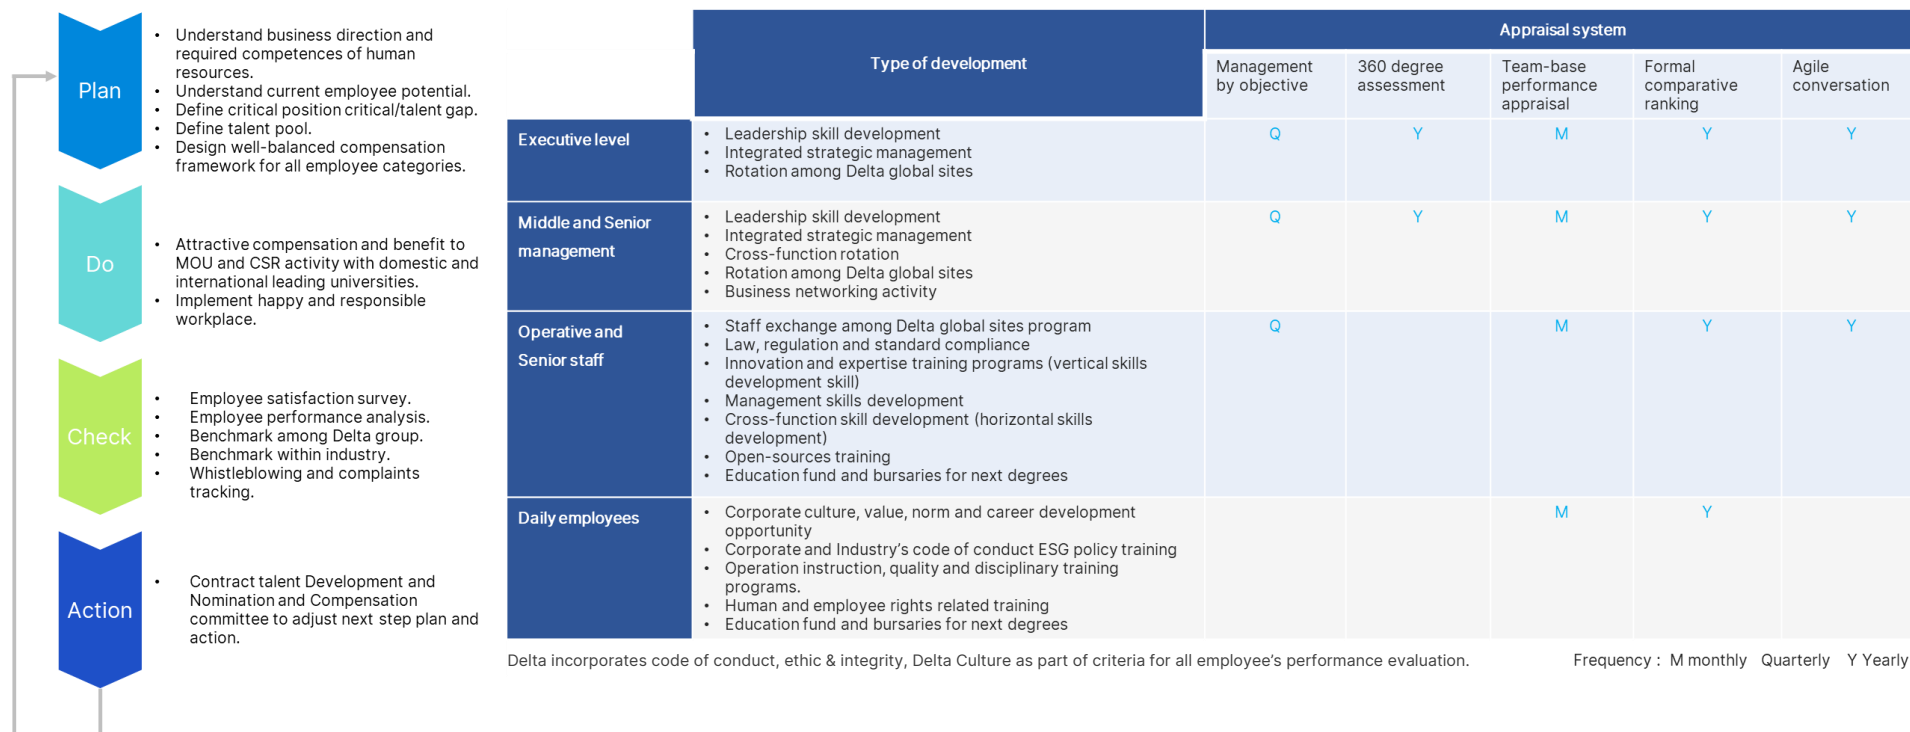 Plan
• Understand business direction and
required competences of human
resources.
• Understand current employee potential.
• Define critical position critical/talent gap.
• Define talent pool.
• Design well-balanced compensation
framework for all employee categories.
Do
• Attractive compensation and benefit to
MOU and CSR activity with domestic and
international leading universities.
• Implement happy and responsible
workplace.
Check
• Employee satisfaction survey.
• Employee performance analysis.
• Benchmark among Delta group.
• Benchmark within industry.
• Whistleblowing and complaints
tracking.
Action
• Contract talent Development and
Nomination and Compensation
committee to adjust next step plan and
action.
Type of development
Appraisal system
Management
by objective
360 degree
assessment
Team-base
performance
appraisal
Formal
comparative
ranking
Agile
conversation
Executive level
• Leadership skill development
• Integrated strategic management
• Rotation among Delta global sites
Q Y M Y Y
Middle and Senior
management
• Leadership skill development
• Integrated strategic management
• Cross-function rotation
• Rotation among Delta global sites
• Business networking activity
Q Y M Y Y
Operative and
Senior staff
• Staff exchange among Delta global sites program
• Law, regulation and standard compliance
• Innovation and expertise training programs (vertical skills
development skill)
• Management skills development
• Cross-function skill development (horizontal skills
development)
• Open-sources training
• Education fund and bursaries for next degrees
Q M Y Y
Daily employees
• Corporate culture, value, norm and career development
opportunity
• Corporate and Industry’s code of conduct ESG policy training
• Operation instruction, quality and disciplinary training
programs.
• Human and employee rights related training
• Education fund and bursaries for next degrees
M Y
Delta incorporates code of conduct, ethic & integrity, Delta Culture as part of criteria for all employee’s performance evaluation.
Frequency : M monthly Quarterly Y Yearly